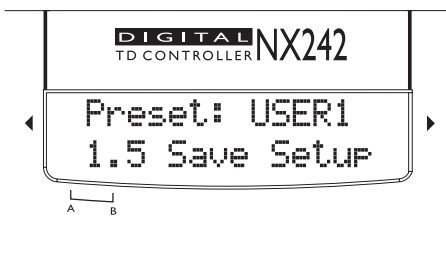 DIGITAL
TD CONTROLLER NX242
Preset: USER1
1.5 Save Setup
A B